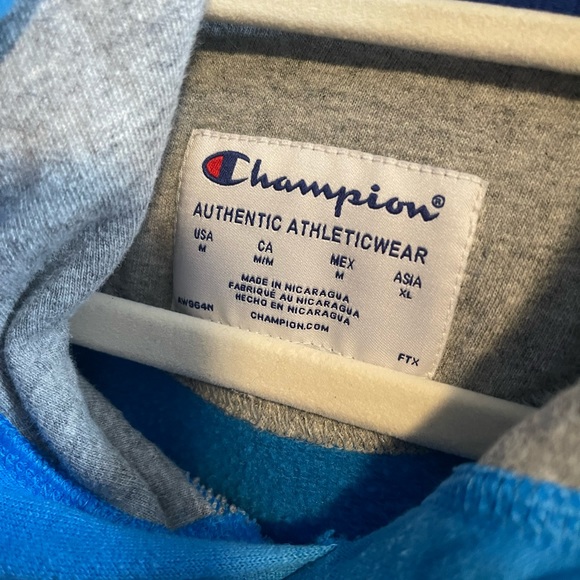 Champion®
AUTHENTIC ATHLETICWEAR
USA CA MEX ASIA
M M/M M XL
MADE IN NICARAGUA
FABRIQUÉ AU NICARAGUA
HECHO EN NICARAGUA
CHAMPION.COM
FTX